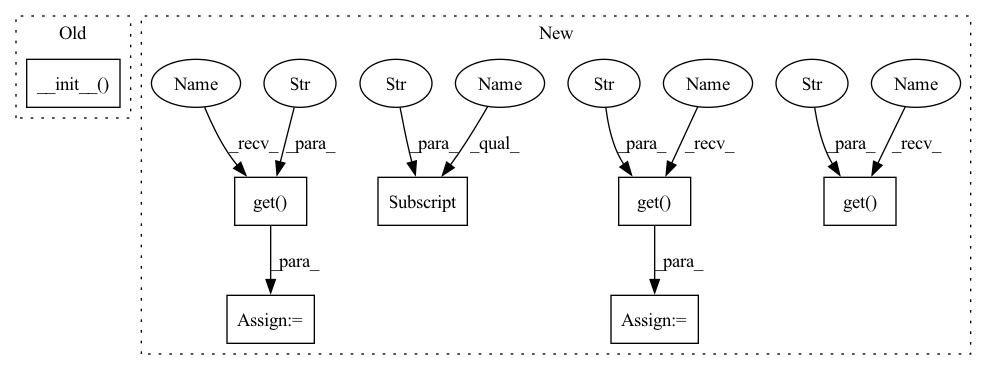 Old
New
__init__()
Name
Str
Str
Name
Str
Name
Str
Name
_recv_
_para_
_para_
_qual_
_para_
_recv_
_para_
_recv_
get()
Subscript
get()
get()
_para_
_para_
Assign:=
Assign:=